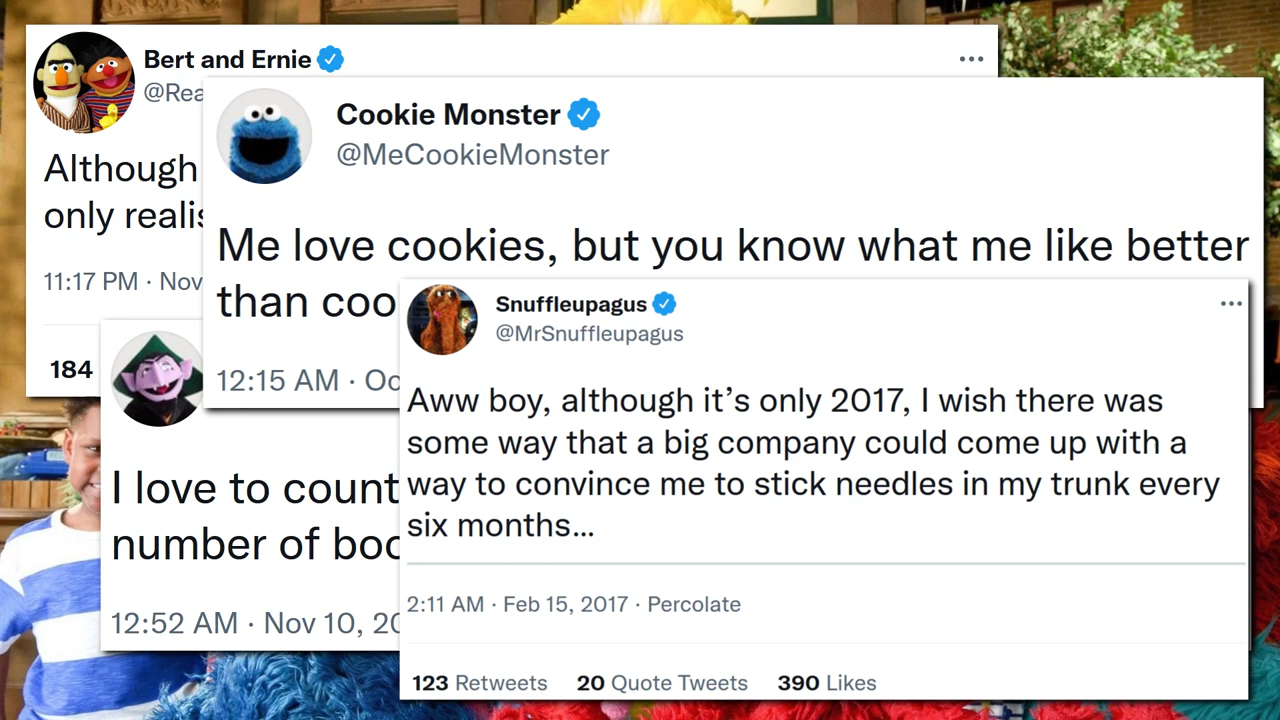 Bert and Ernie
@Rea
Although
only realis
11:17 PM · Nov
184
Cookie Monster
@MeCookieMonster
Me love cookies, but you know what me like better
than coo
12:15 AM · Oc
I love to count
number of boo
12:52 AM · Nov 10, 20
Snuffleupagus
@MrSnuffleupagus
Aww boy, although it’s only 2017, I wish there was
some way that a big company could come up with a
way to convince me to stick needles in my trunk every
six months...
2:11 AM · Feb 15, 2017 · Percolate
123 Retweets 20 Quote Tweets 390 Likes